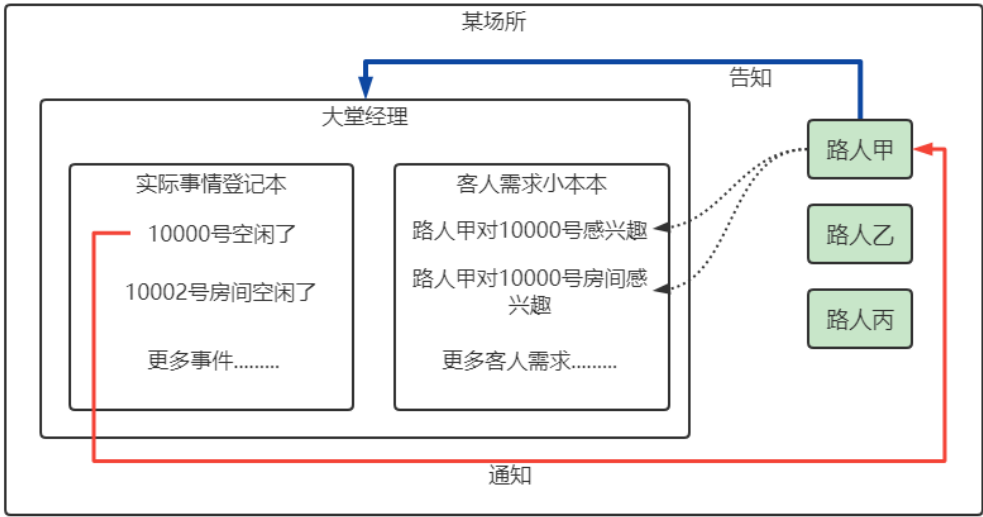 某场所
告知
大堂经理
路人甲
实际事情登记本
客人需求小本本
10000号空闲了
路人甲对10000号感兴趣
路人乙
10002号房间空闲了
路人甲对10000号房间感
兴趣
路人丙
更多事件.........
更多客人需求.........
通知